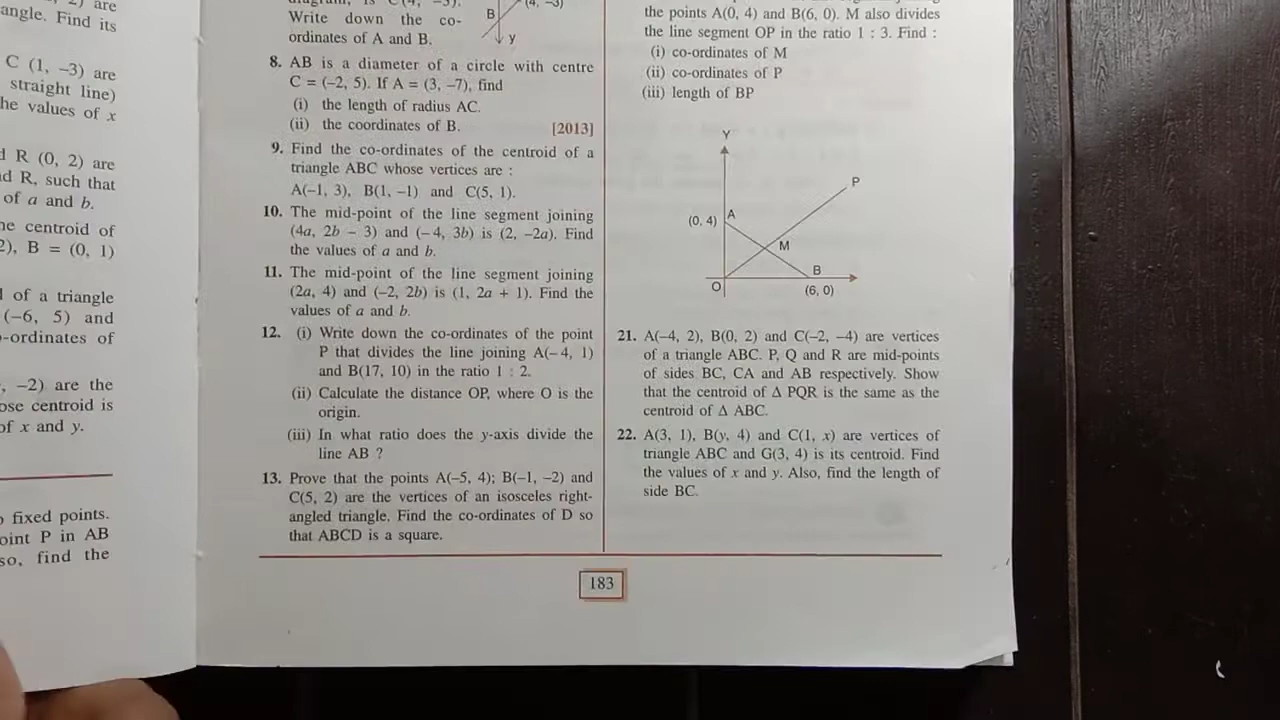 2) are
angle. Find its
C (1, −3) are
straight line)
he values of x
R (0, 2) are
nd R, such that
of a and b.
ne centroid of
2), B = (0, 1)
of a triangle
(−6, 5) and
-ordinates of
, −2) are the
ose centroid is
of x and y.
fixed points.
oint P in AB
so, find the
Write down the co-
ordinates of A and B.
B
(4, −3)
y
8. AB is a diameter of a circle with centre
C = (−2, 5). If A = (3, −7), find
(i) the length of radius AC.
(ii) the coordinates of B. [2013]
9. Find the co-ordinates of the centroid of a
triangle ABC whose vertices are :
A(−1, 3), B(1, −1) and C(5, 1).
10. The mid-point of the line segment joining
(4a, 2b − 3) and (−4, 3b) is (2, −2a). Find
the values of a and b.
11. The mid-point of the line segment joining
(2a, 4) and (−2, 2b) is (1, 2a + 1). Find the
values of a and b.
12. (i) Write down the co-ordinates of the point
P that divides the line joining A(−4, 1)
and B(17, 10) in the ratio 1 : 2.
(ii) Calculate the distance OP, where O is the
origin.
(iii) In what ratio does the y-axis divide the
line AB ?
13. Prove that the points A(−5, 4); B(−1, −2) and
C(5, 2) are the vertices of an isosceles right-
angled triangle. Find the co-ordinates of D so
that ABCD is a square.
the points A(0, 4) and B(6, 0). M also divides
the line segment OP in the ratio 1 : 3. Find :
(i) co-ordinates of M
(ii) co-ordinates of P
(iii) length of BP
Y
P
(0, 4) A
M
B
O
(6, 0)
21. A(−4, 2), B(0, 2) and C(−2, −4) are vertices
of a triangle ABC. P, Q and R are mid-points
of sides BC, CA and AB respectively. Show
that the centroid of Δ PQR is the same as the
centroid of Δ ABC.
22. A(3, 1), B(y, 4) and C(1, x) are vertices of
triangle ABC and G(3, 4) is its centroid. Find
the values of x and y. Also, find the length of
side BC.
183